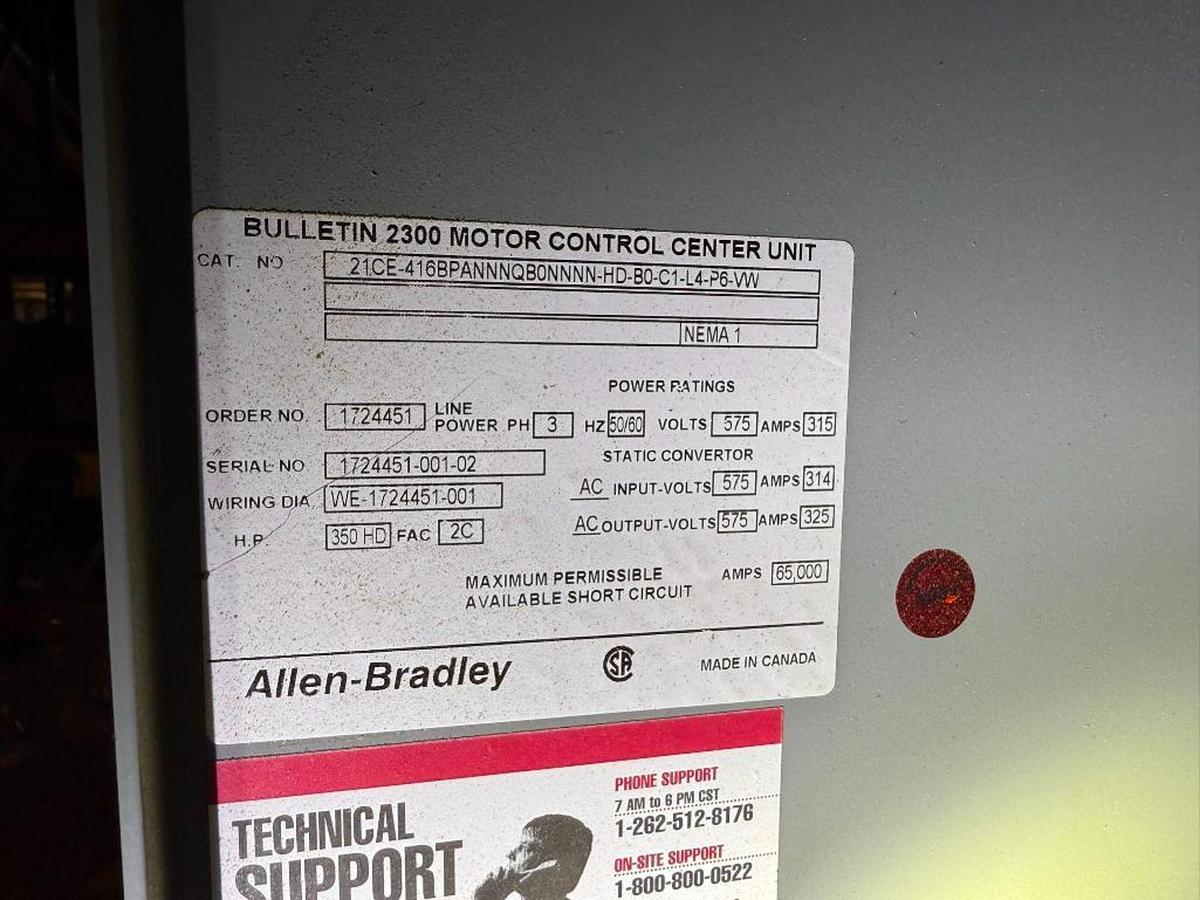 BULLETIN 2300 MOTOR CONTROL CENTER UNIT
CAT. NO 21CE-416BPANNNQB0NNNN-HD-B0-C1-L4-P6-VW
NEMA 1
POWER RATINGS
ORDER NO. 1724451 LINE POWER PH 3 HZ 50/60 VOLTS 575 AMPS 315
STATIC CONVERTOR
SERIAL NO 1724451-001-02
AC INPUT-VOLTS 575 AMPS 314
WIRING DIA. WE-1724451-001
AC OUTPUT-VOLTS 575 AMPS 325
H.P. 350 HD FAC 2C
MAXIMUM PERMISSIBLE AMPS 65,000
AVAILABLE SHORT CIRCUIT
Allen-Bradley SA MADE IN CANADA
TECHNICAL
SUPPORT
PHONE SUPPORT
7 AM to 6 PM CST
1-262-512-8176
ON-SITE SUPPORT
1-800-800-0522